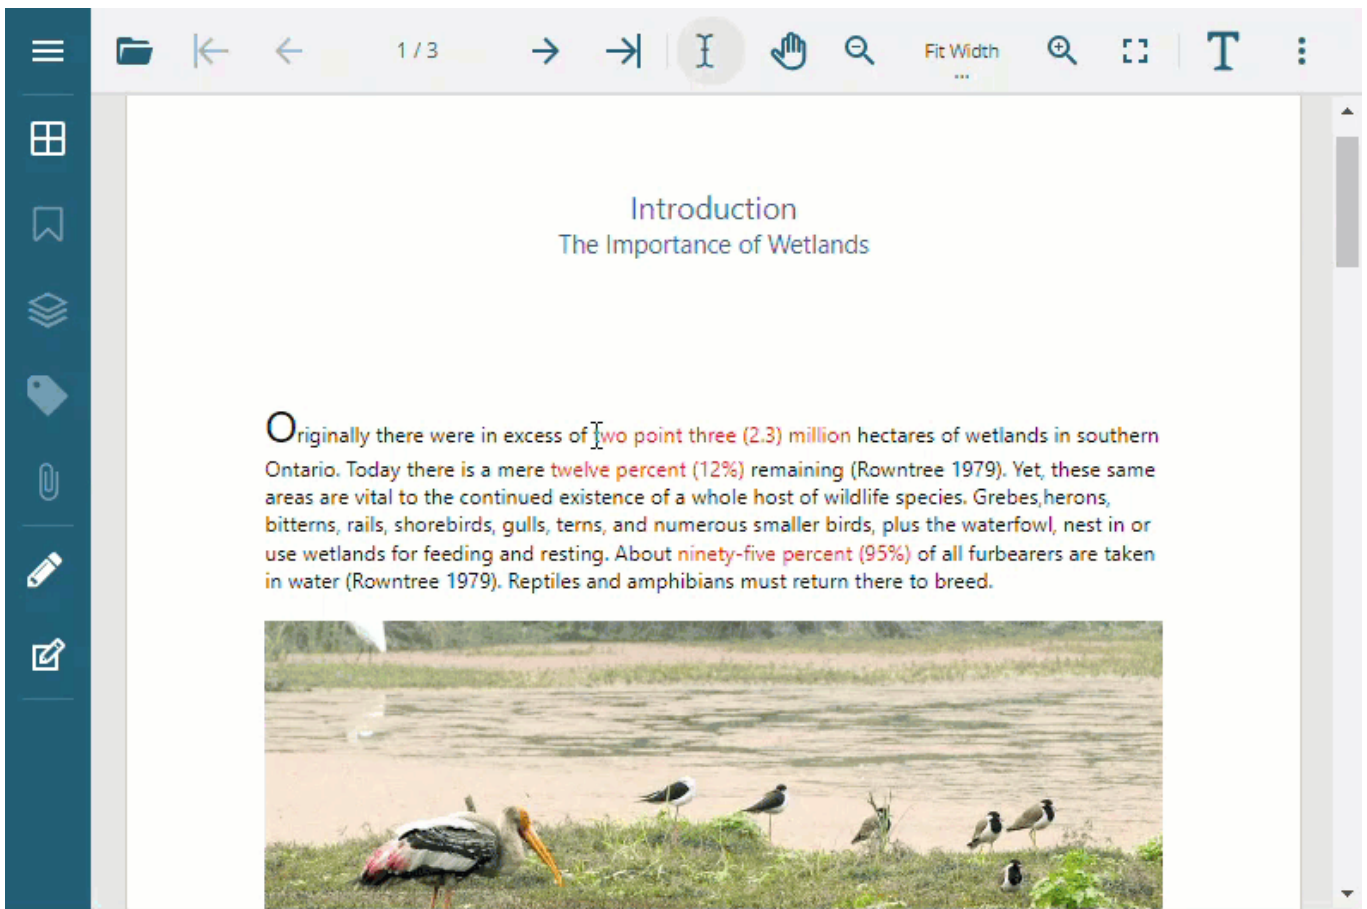 1 / 3
Fit Width
...
T
Introduction
The Importance of Wetlands
Originally there were in excess of two point three (2.3) million hectares of wetlands in southern
Ontario. Today there is a mere twelve percent (12%) remaining (Rowntree 1979). Yet, these same
areas are vital to the continued existence of a whole host of wildlife species. Grebes,herons,
bitterns, rails, shorebirds, gulls, terns, and numerous smaller birds, plus the waterfowl, nest in or
use wetlands for feeding and resting. About ninety-five percent (95%) of all furbearers are taken
in water (Rowntree 1979). Reptiles and amphibians must return there to breed.